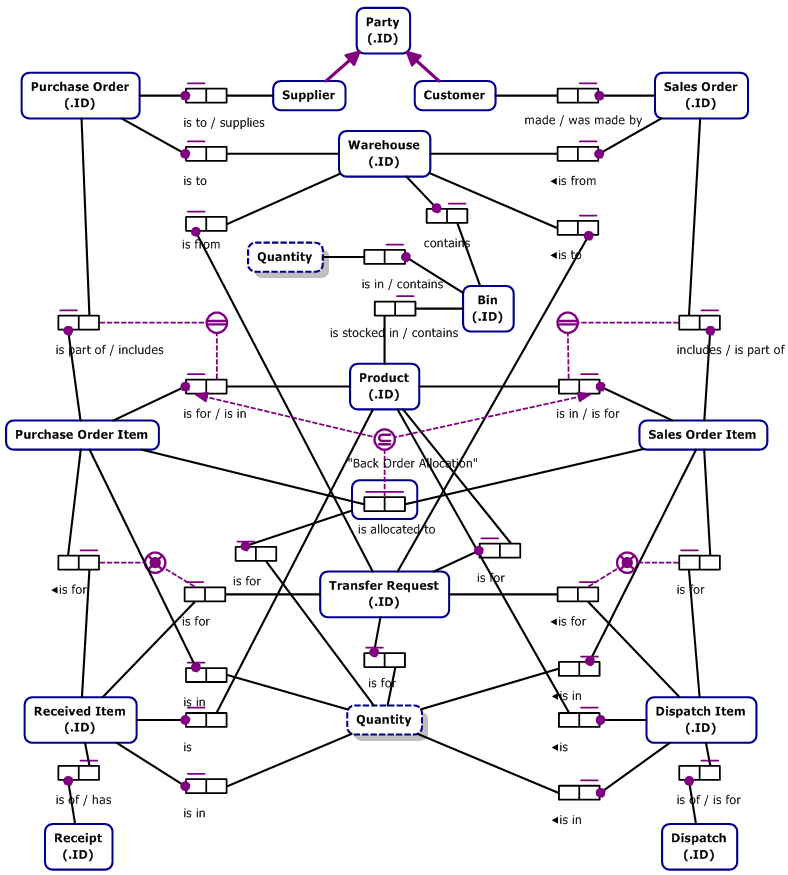 Party
(.ID)
Purchase Order
(.ID)
Supplier
Customer
Sales Order
(.ID)
is to / supplies
made / was made by
Warehouse
(.ID)
is to
◄is from
is from
contains
◄is to
Quantity
is in / contains
Bin
(.ID)
is stocked in / contains
is part of / includes
includes / is part of
Product
(.ID)
is for / is in
is in / is for
Purchase Order Item
Sales Order Item
"Back Order Allocation"
is allocated to
is for
is for
◄is for
is for
Transfer Request
(.ID)
is for
◄is for
is for
is in
◄is in
Received Item
(.ID)
Quantity
Dispatch Item
(.ID)
is
◄is
is of / has
is of / is for
is in
◄is in
Receipt
(.ID)
Dispatch
(.ID)